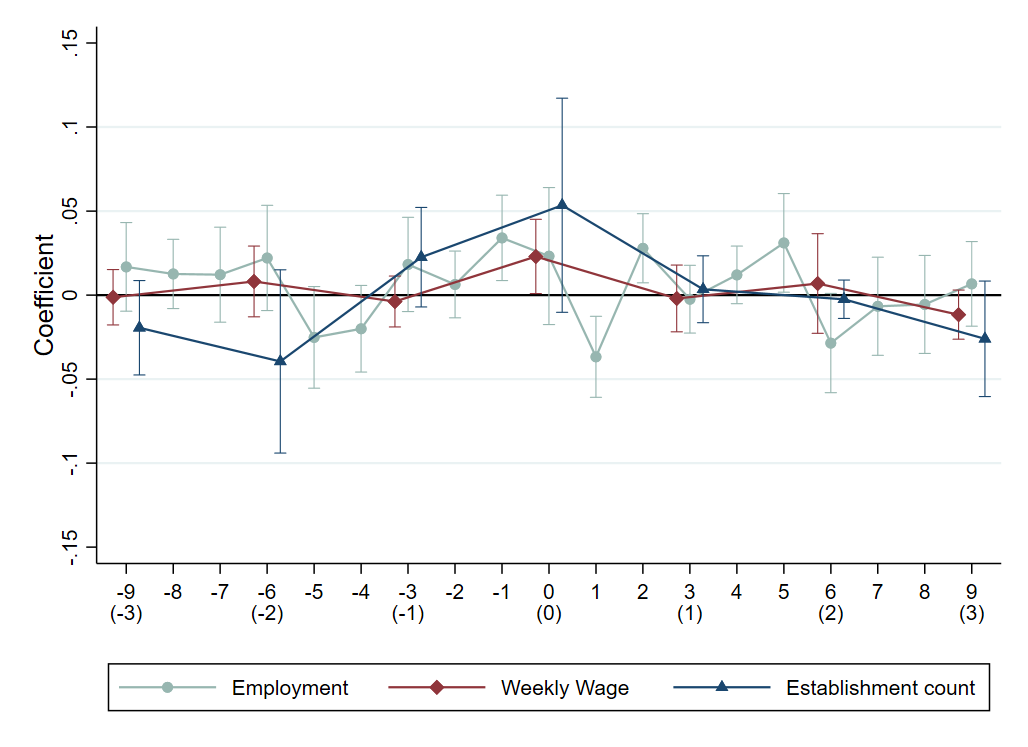 Coefficient
.15
.1
.05
0
-.05
-.1
-.15
-9 -8 -7 -6 -5 -4 -3 -2 -1 0 1 2 3 4 5 6 7 8 9
(-3) (-2) (-1) (0) (1) (2) (3)
Employment Weekly Wage Establishment count